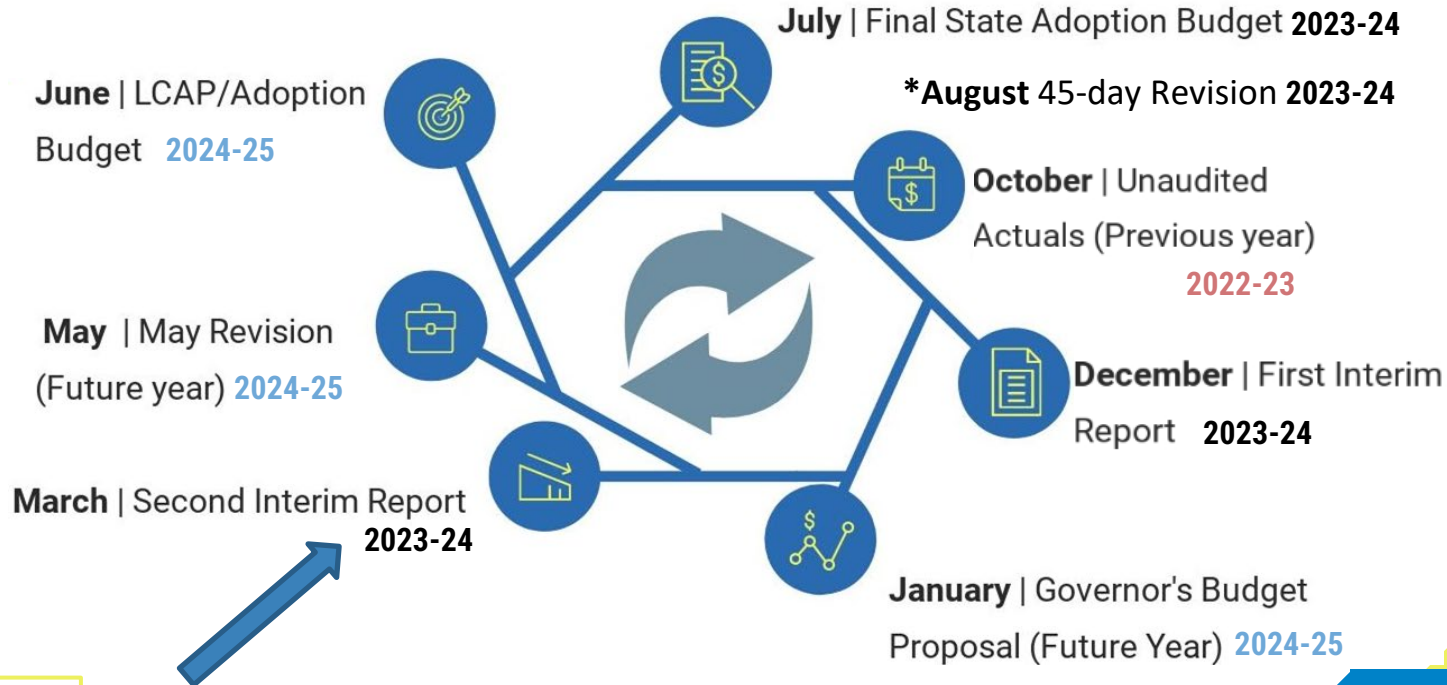 July | Final State Adoption Budget 2023-24
*August 45-day Revision 2023-24
October | Unaudited
Actuals (Previous year)
2022-23
December | First Interim
Report 2023-24
January | Governor's Budget
Proposal (Future Year) 2024-25
March | Second Interim Report
2023-24
May | May Revision
(Future year) 2024-25
June | LCAP/Adoption
Budget 2024-25
$
$
$